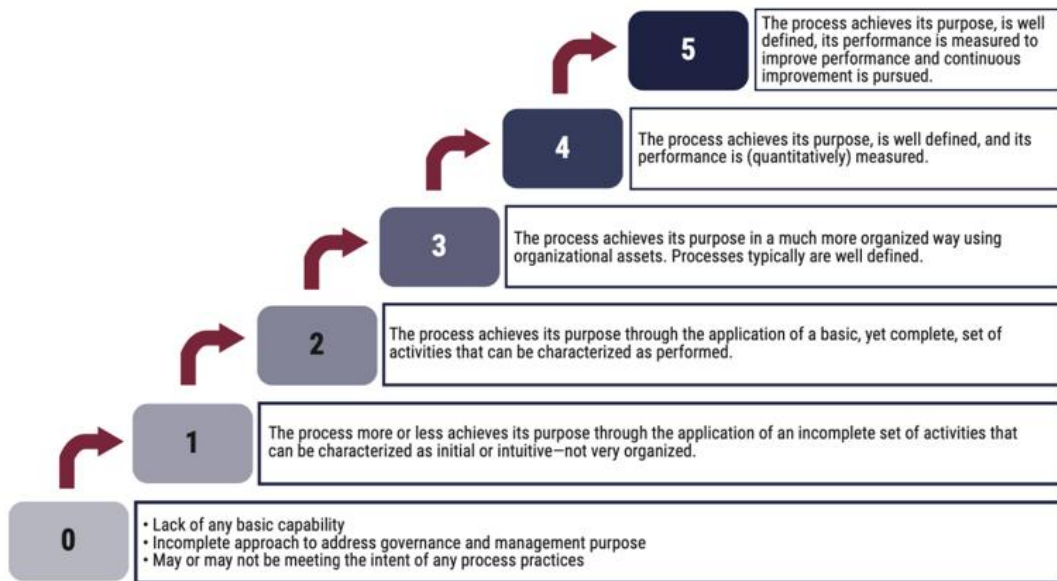 5
The process achieves its purpose, is well
defined, its performance is measured to
improve performance and continuous
improvement is pursued.
4
The process achieves its purpose, is well defined, and its
performance is (quantitatively) measured.
3
The process achieves its purpose in a much more organized way using
organizational assets. Processes typically are well defined.
2
The process achieves its purpose through the application of a basic, yet complete, set of
activities that can be characterized as performed.
1
The process more or less achieves its purpose through the application of an incomplete set of activities that
can be characterized as initial or intuitive—not very organized.
0
• Lack of any basic capability
• Incomplete approach to address governance and management purpose
• May or may not be meeting the intent of any process practices